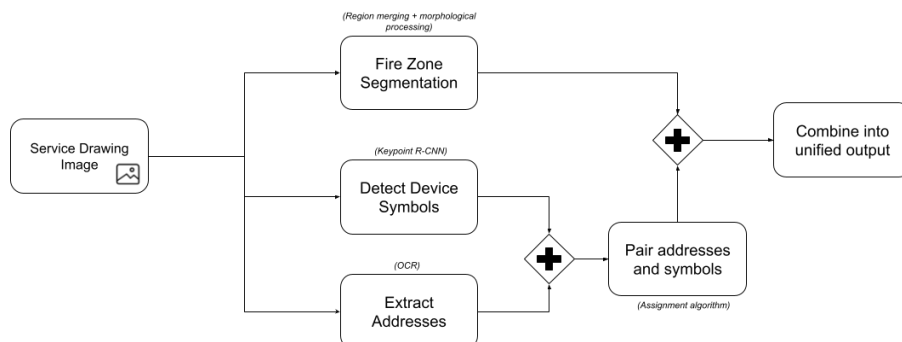 (Region merging + morphological
processing)
Fire Zone
Segmentation
Service Drawing
Image
Combine into
unified output
(Keypoint R-CNN)
Detect Device
Symbols
Pair addresses
and symbols
(OCR)
(Assignment algorithm)
Extract
Addresses